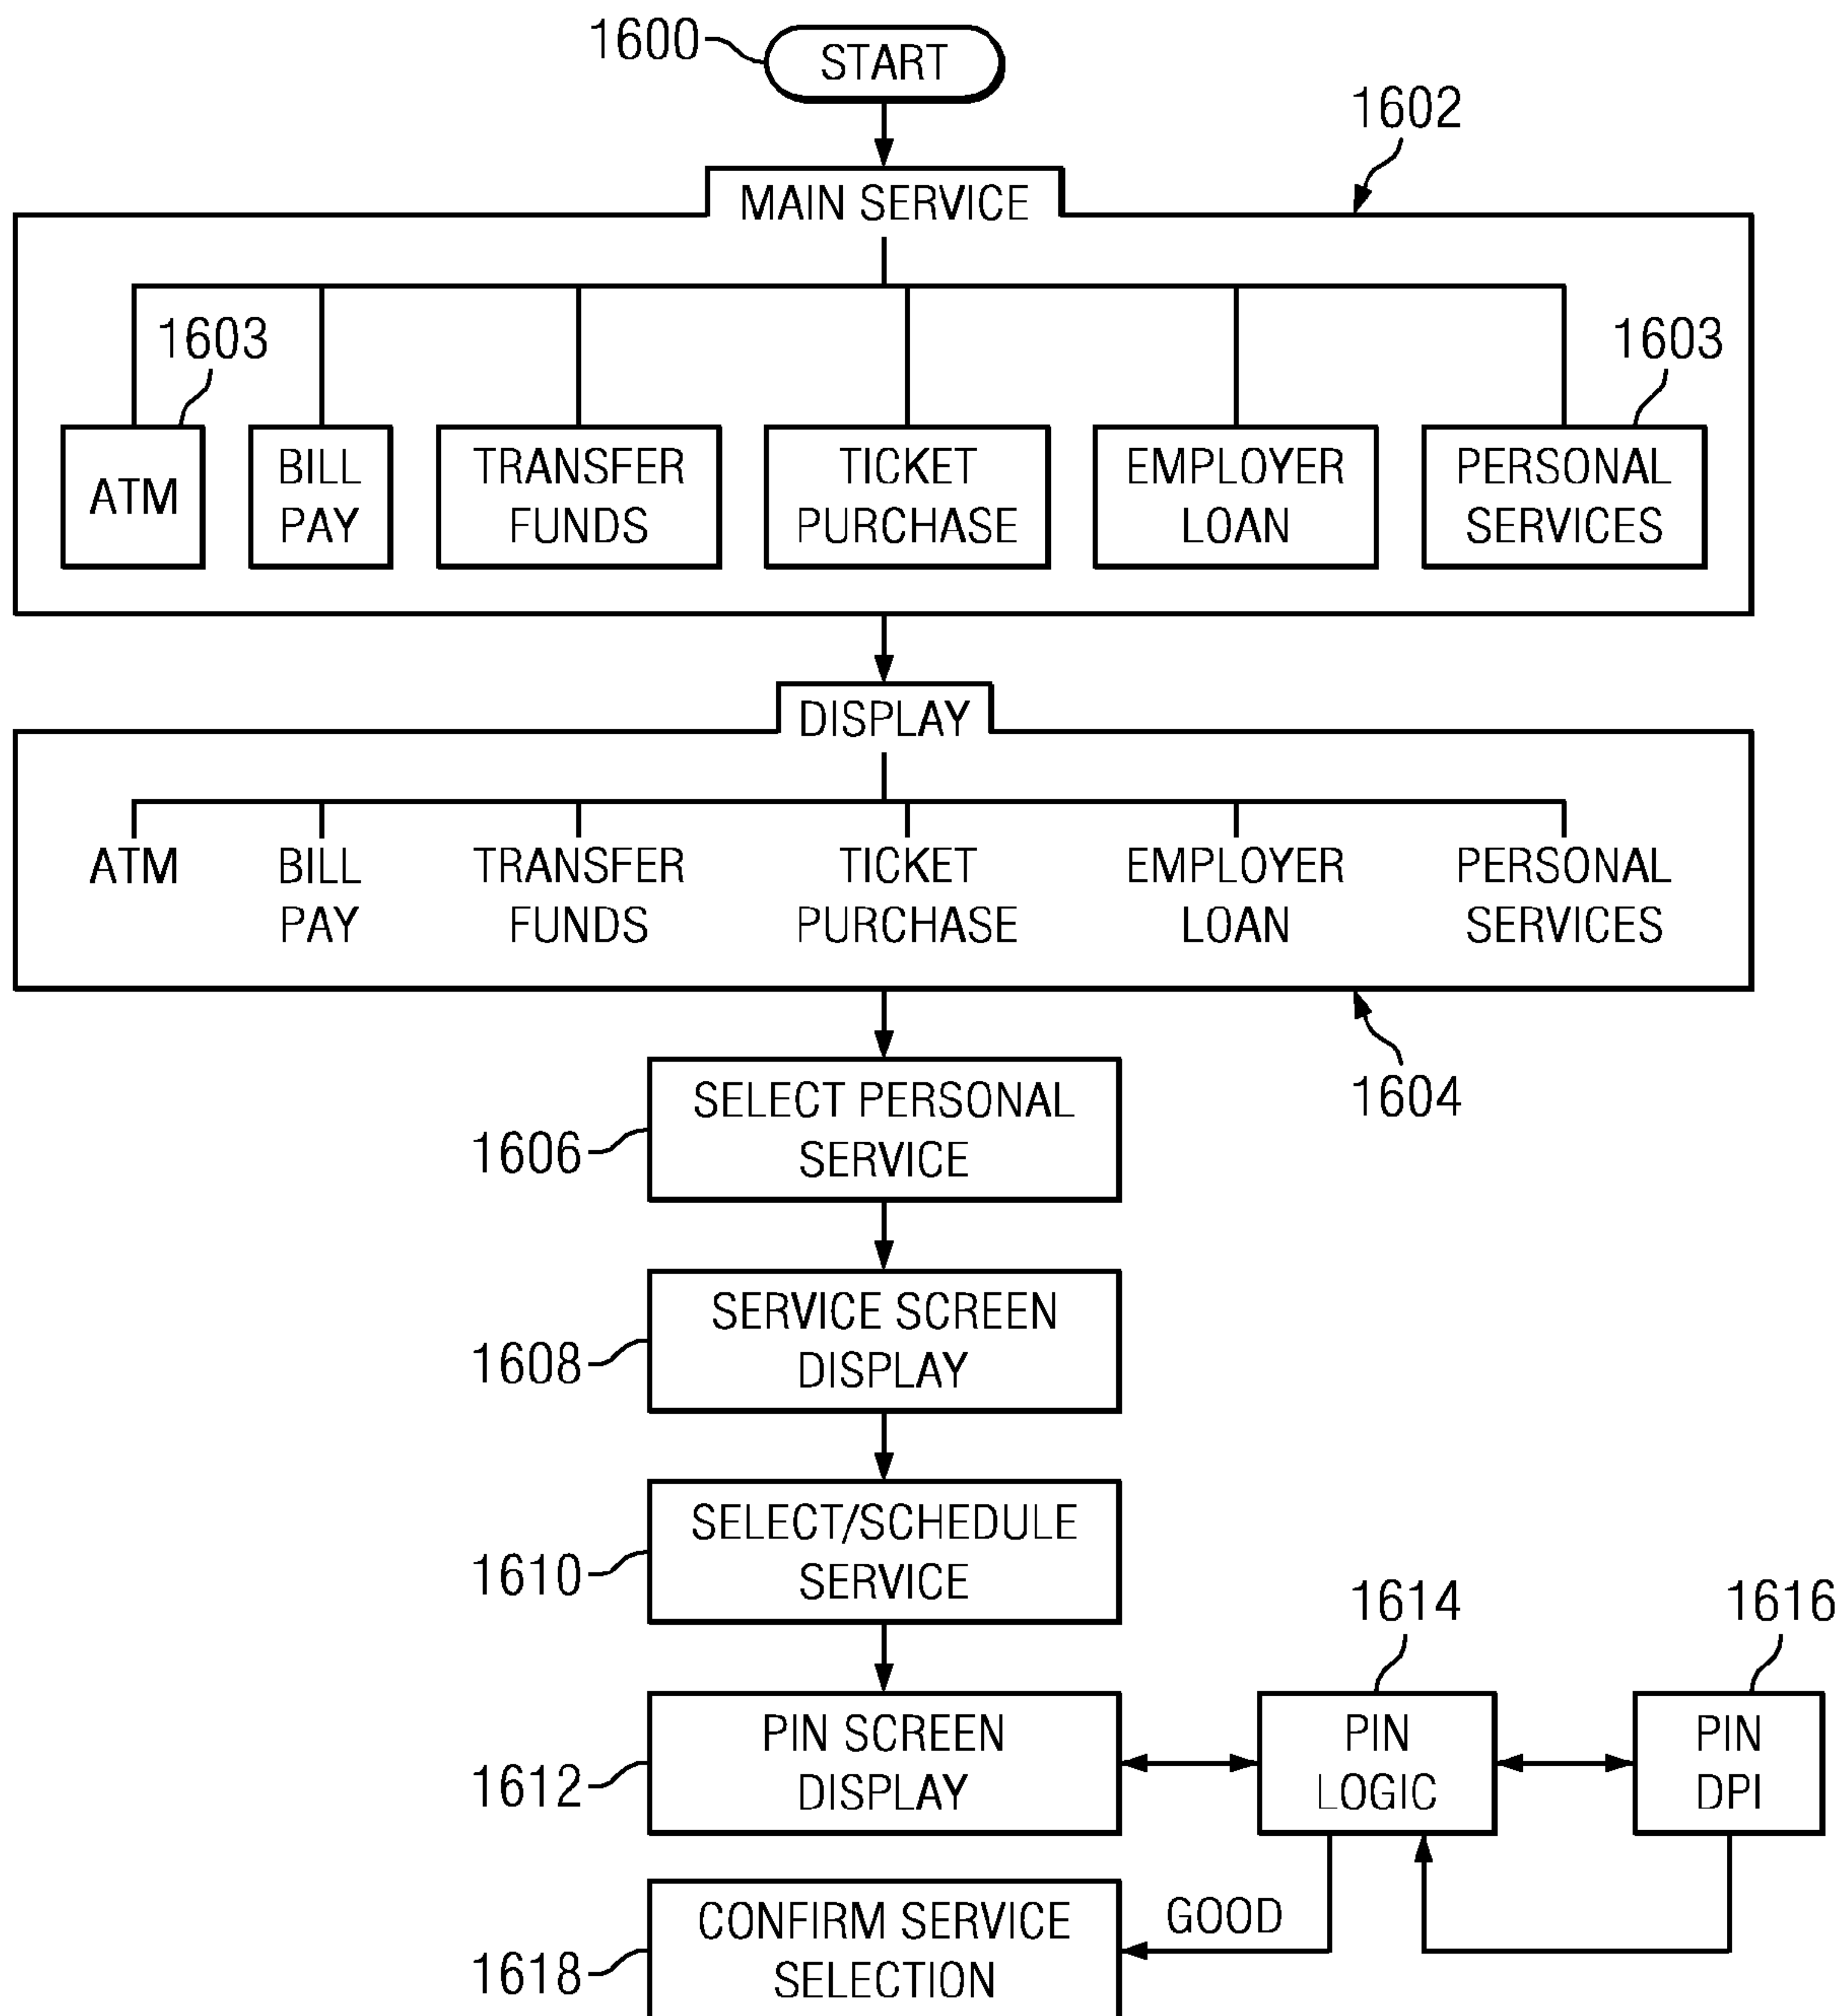 1600
START
1602
MAIN SERVICE
1603
1603
ATM
BILL
PAY
TRANSFER
FUNDS
TICKET
PURCHASE
EMPLOYER
LOAN
PERSONAL
SERVICES
DISPLAY
ATM
BILL
PAY
TRANSFER
FUNDS
TICKET
PURCHASE
EMPLOYER
LOAN
PERSONAL
SERVICES
1604
SELECT PERSONAL
SERVICE
1606
SERVICE SCREEN
DISPLAY
1608
SELECT/SCHEDULE
SERVICE
1610
1614
1616
PIN SCREEN
DISPLAY
1612
PIN
LOGIC
PIN
DPI
GOOD
CONFIRM SERVICE
SELECTION
1618